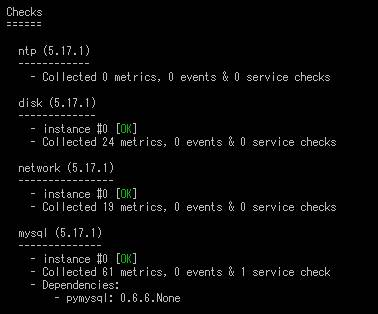 Checks
======
ntp (5.17.1)
------------
- Collected 0 metrics, 0 events & 0 service checks
disk (5.17.1)
-------------
- instance #0 [OK]
- Collected 24 metrics, 0 events & 0 service checks
network (5.17.1)
----------------
- instance #0 [OK]
- Collected 19 metrics, 0 events & 0 service checks
mysql (5.17.1)
--------------
- instance #0 [OK]
- Collected 61 metrics, 0 events & 1 service check
- Dependencies:
- pymysql: 0.6.6.None